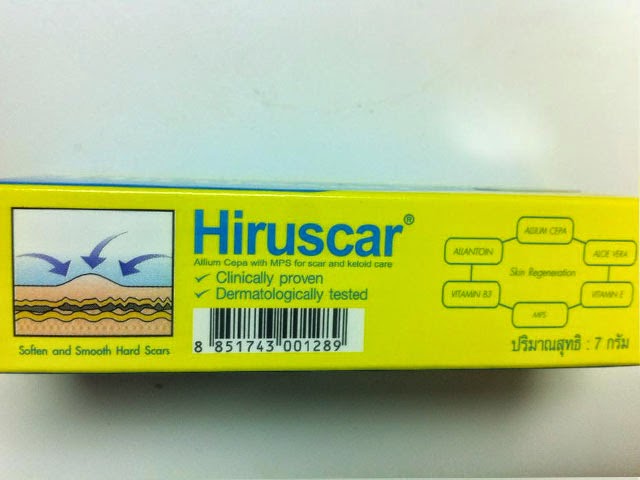 Hiruscar®
Allium Cepa with MPS for scar and keloid care
✓ Clinically proven
✓ Dermatologically tested
8 851743 001289
Soften and Smooth Hard Scars
ALLIUM CEPA
ALLANTOIN
ALOE VERA
Skin Regeneration
VITAMIN B3
VITAMIN E
MPS
ปริมาณสุทธิ : 7 กรัม